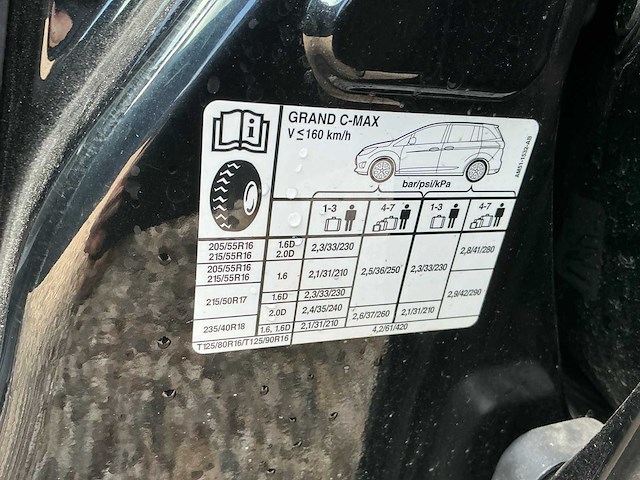 GRAND C-MAX
V ≤ 160 km/h
AM51-1532-AB
bar/psi/kPa
1-3 4-7 1-3 4-7
205/55R16 1.6D 2,3/33/230 2,5/36/250 2,3/33/230 2,8/41/280
215/55R16 2.0D
205/55R16 1.6 2,1/31/210
215/55R16
215/50R17 1.6D 2,3/33/230 2,9/42/290
2.0D 2,4/35/240
235/40R18 1.6, 1.6D 2,1/31/210 2,6/37/260 2,1/31/210
T125/80R16/T125/90R16 4,2/61/420